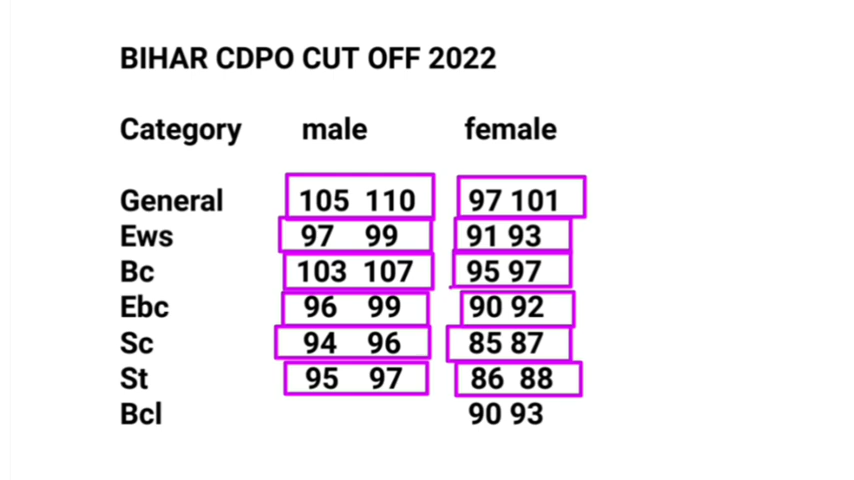 BIHAR CDPO CUT OFF 2022
Category male female
General 105 110 97 101
Ews 97 99 91 93
Bc 103 107 95 97
Ebc 96 99 90 92
Sc 94 96 85 87
St 95 97 86 88
Bcl 90 93